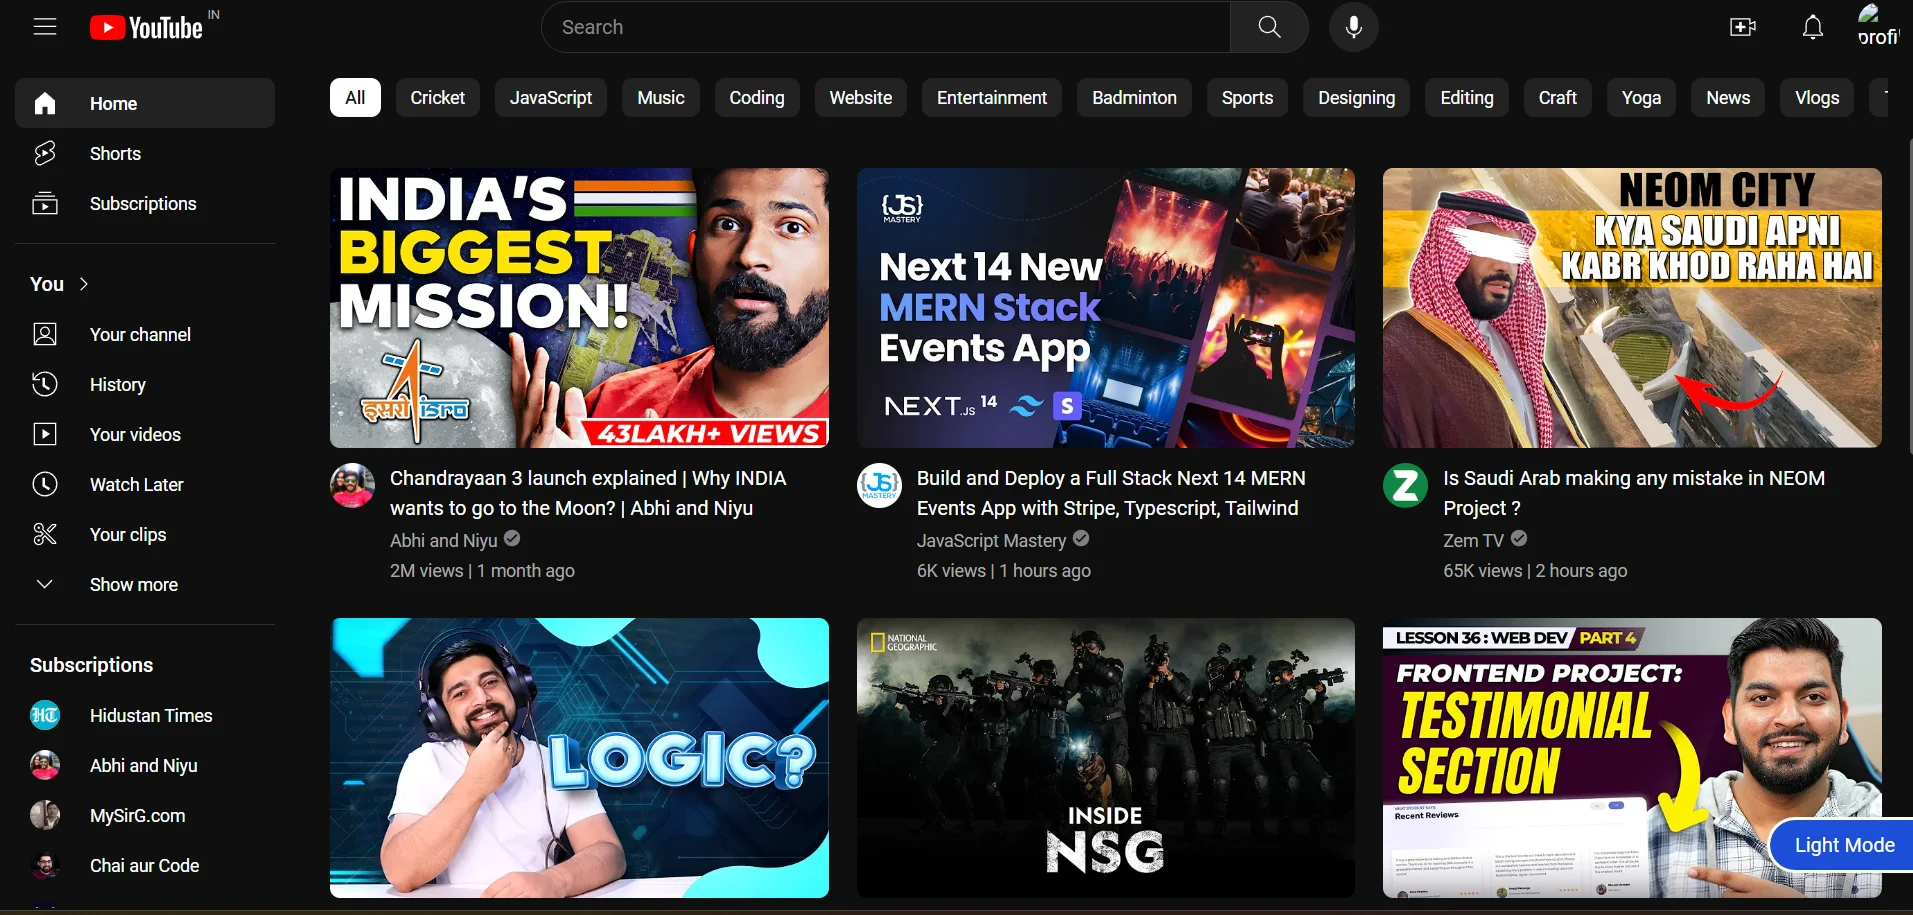 YouTube IN
Search
profi
Home
Shorts
Subscriptions
You
Your channel
History
Your videos
Watch Later
Your clips
Show more
Subscriptions
Hidustan Times
Abhi and Niyu
MySirG.com
Chai aur Code
All Cricket JavaScript Music Coding Website Entertainment Badminton Sports Designing Editing Craft Yoga News Vlogs
INDIA'S
BIGGEST
MISSION!
इसरो isro
43LAKH+ VIEWS
Chandrayaan 3 launch explained | Why INDIA
wants to go to the Moon? | Abhi and Niyu
Abhi and Niyu
2M views | 1 month ago
{JS}
MASTERY
Next 14 New
MERN Stack
Events App
NEXT.JS 14
S
{JS}
MASTERY
Build and Deploy a Full Stack Next 14 MERN
Events App with Stripe, Typescript, Tailwind
JavaScript Mastery
6K views | 1 hours ago
NEOM CITY
KYA SAUDI APNI
KABR KHOD RAHA HAI
Z
Is Saudi Arab making any mistake in NEOM
Project ?
Zem TV
65K views | 2 hours ago
LOGIC?
NATIONAL
GEOGRAPHIC
INSIDE
NSG
LESSON 36 : WEB DEV PART 4
FRONTEND PROJECT:
TESTIMONIAL
SECTION
Recent Reviews
Light Mode
HT